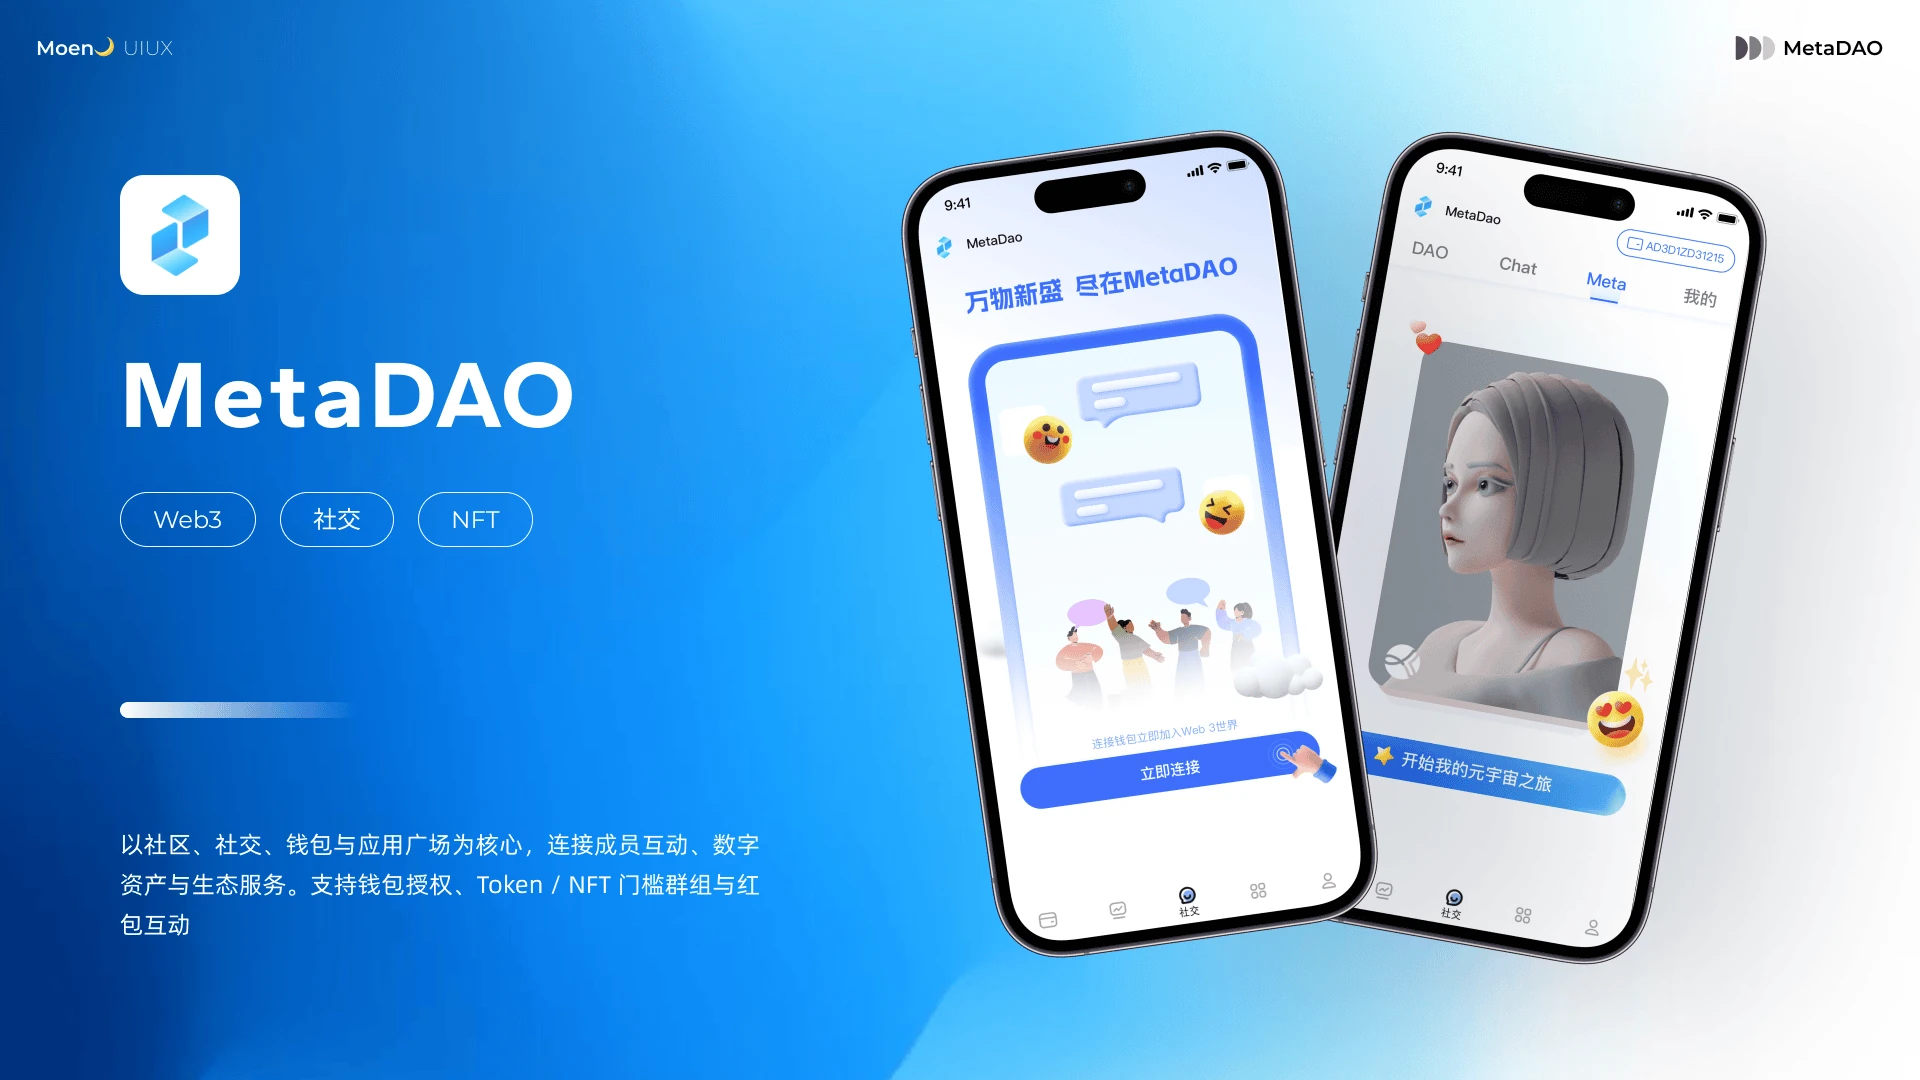 Moen UIUX
MetaDAO
MetaDAO
Web3
社交
NFT
以社区、社交、钱包与应用广场为核心，连接成员互动、数字
资产与生态服务。支持钱包授权、Token / NFT 门槛群组与红
包互动
9:41
MetaDao
万物新盛 尽在MetaDAO
连接钱包立即加入Web 3世界
立即连接
社交
9:41
MetaDao
AD3D1ZD31215
DAO
Chat
Meta
我的
开始我的元宇宙之旅
社交